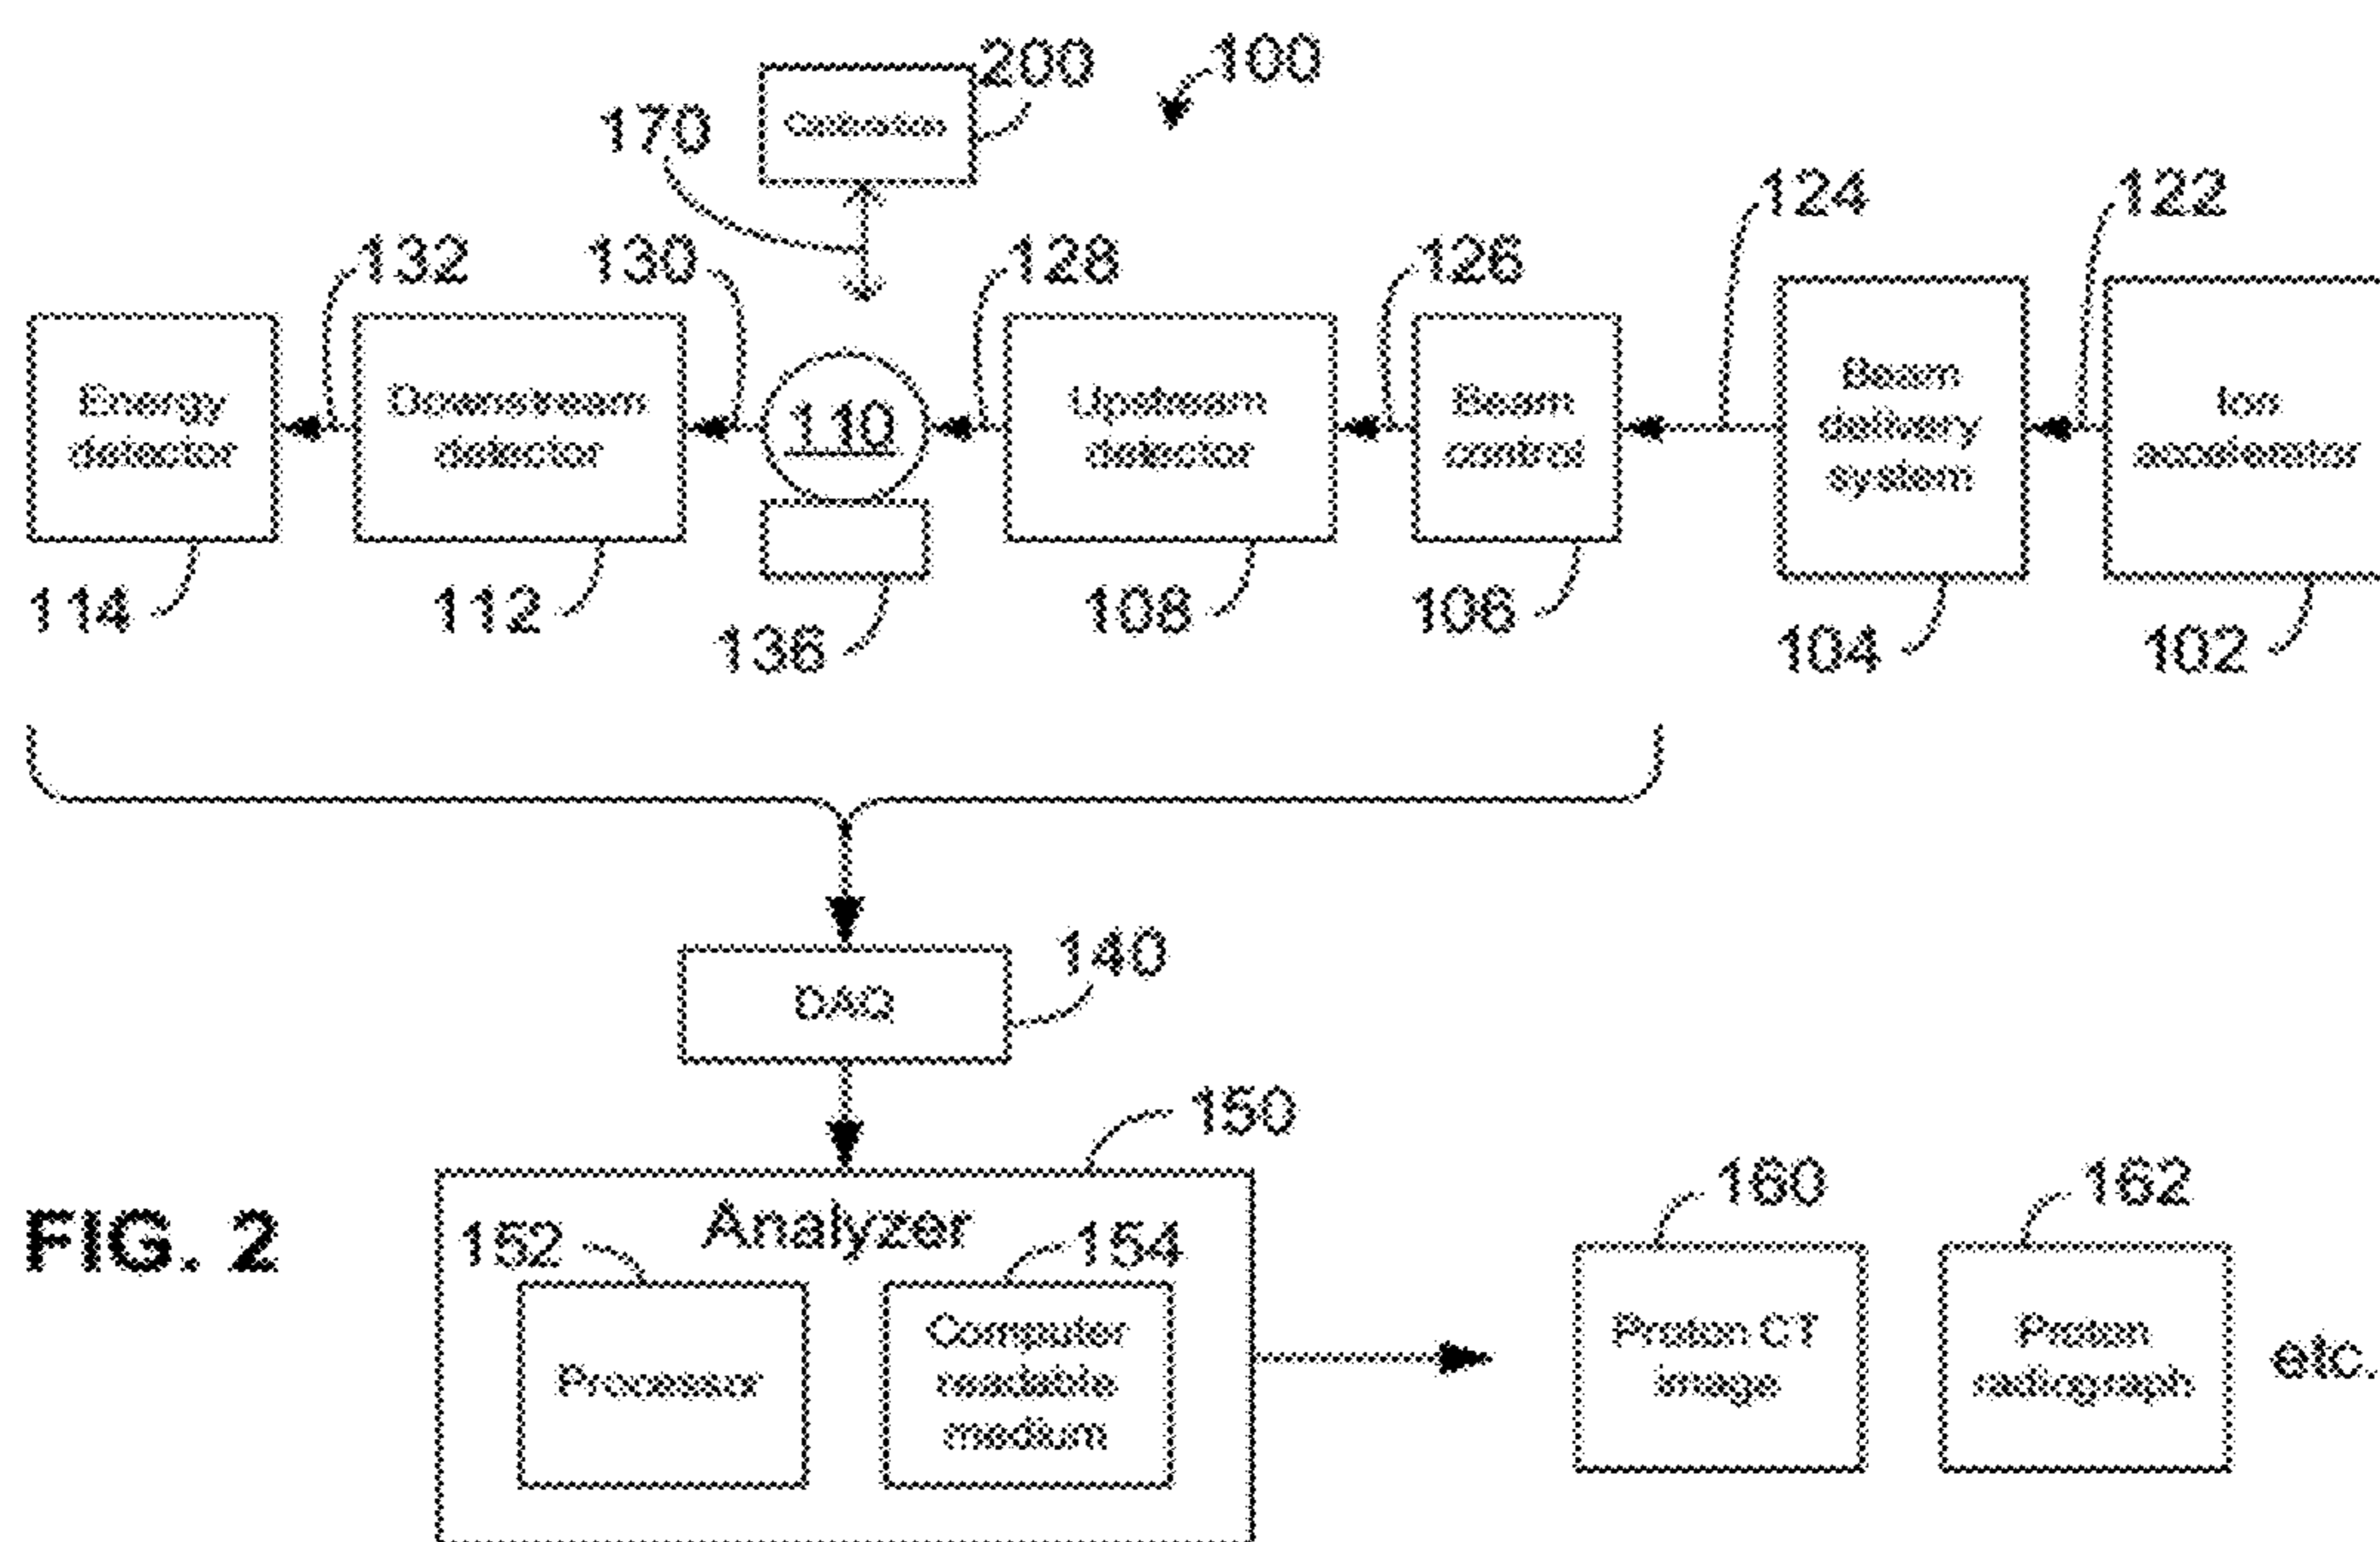 200
100
170
Calibration
124
122
132
130
128
126
Energy
detector
Downstream
detector
110
Upstream
detector
Beam
control
Beam
delivery
system
Ion
accelerator
114
112
136
108
106
104
102
140
DAQ
150
FIG. 2
Analyzer
152
154
160
162
Processor
Computer
readable
medium
Proton CT
image
Proton
radiograph
etc.